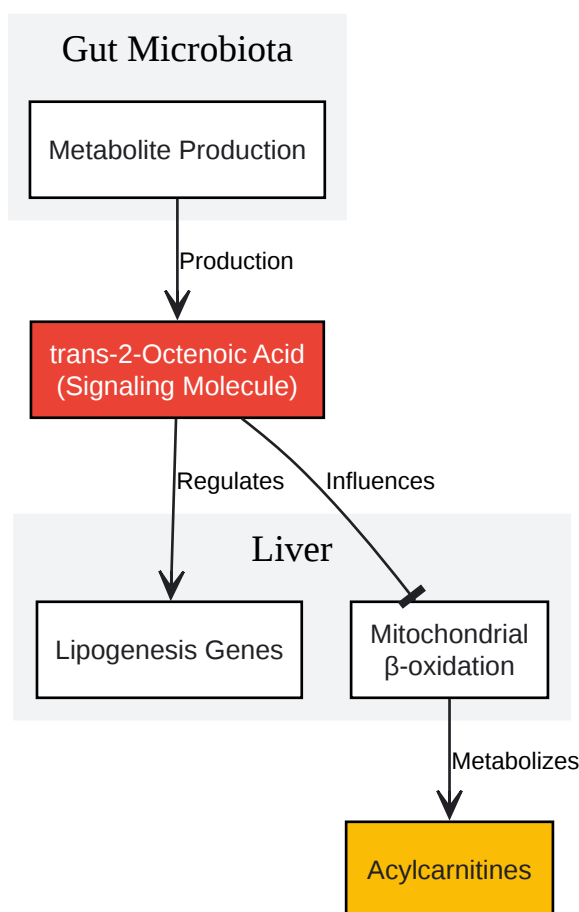 Gut Microbiota
Metabolite Production
Production
trans-2-Octenoic Acid
(Signaling Molecule)
Regulates
Influences
Liver
Lipogenesis Genes
Mitochondrial
β-oxidation
Metabolizes
Acylcarnitines